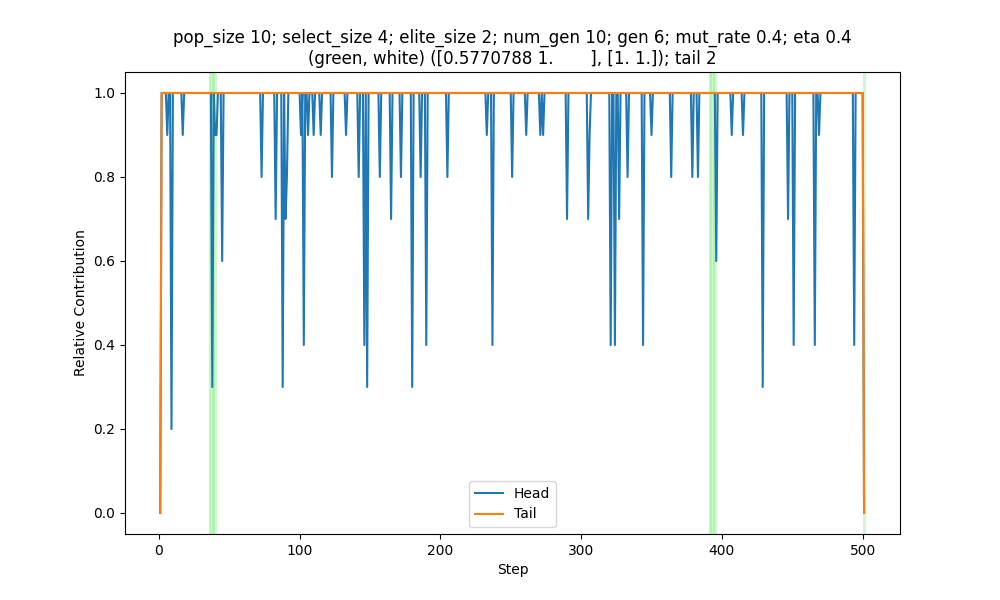 pop_size 10; select_size 4; elite_size 2; num_gen 10; gen 6; mut_rate 0.4; eta 0.4
(green, white) ([0.5770788 1.        ], [1. 1.]); tail 2
1.0
0.8
0.6
0.4
0.2
0.0
Relative Contribution
Head
Tail
0
100
200
300
400
500
Step